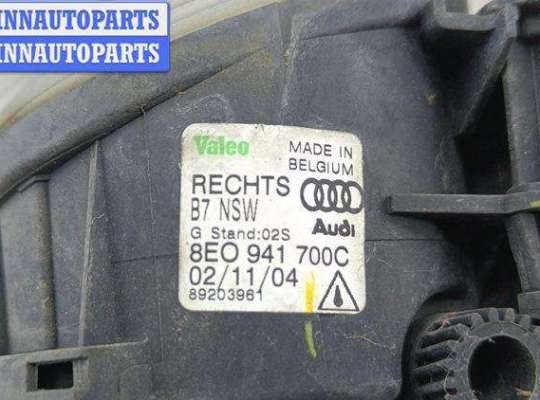 INNAUTOPARTS
INNAUTOPARTS
Valeo
MADE IN
BELGIUM
RECHTS
B7 NSW
Audi
G Stand:02S
8E0 941 700C
02/11/04
89203961